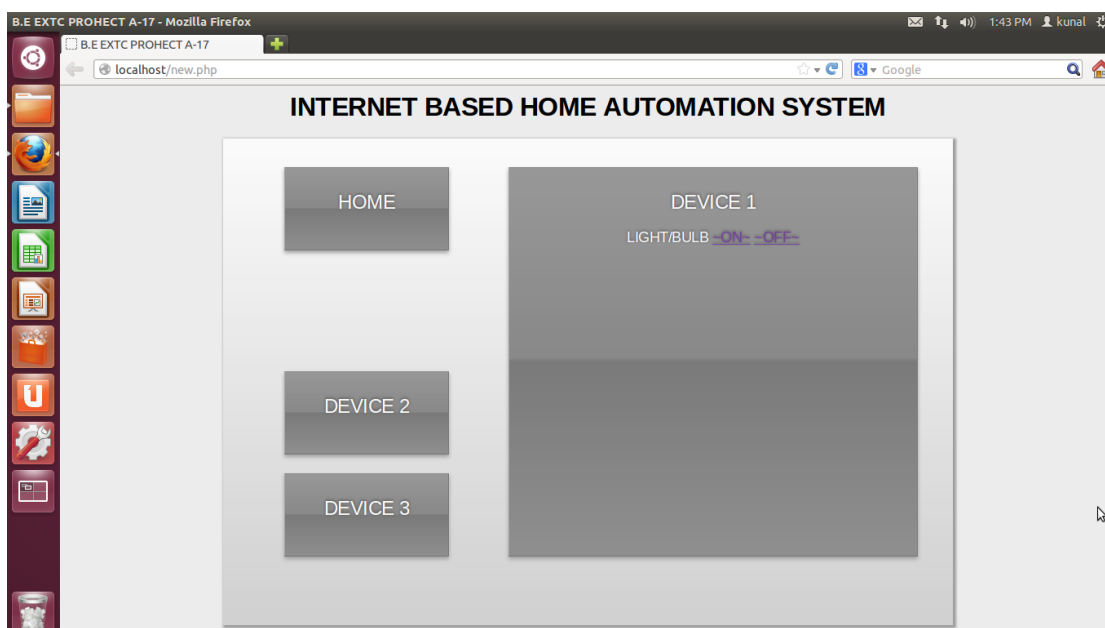 B.E EXTC PROHECT A-17 - Mozilla Firefox
1:43 PM kunal
B.E EXTC PROHECT A-17
localhost/new.php
8 Google
INTERNET BASED HOME AUTOMATION SYSTEM
HOME
DEVICE 1
LIGHT/BULB ~ON~ ~OFF~
DEVICE 2
DEVICE 3